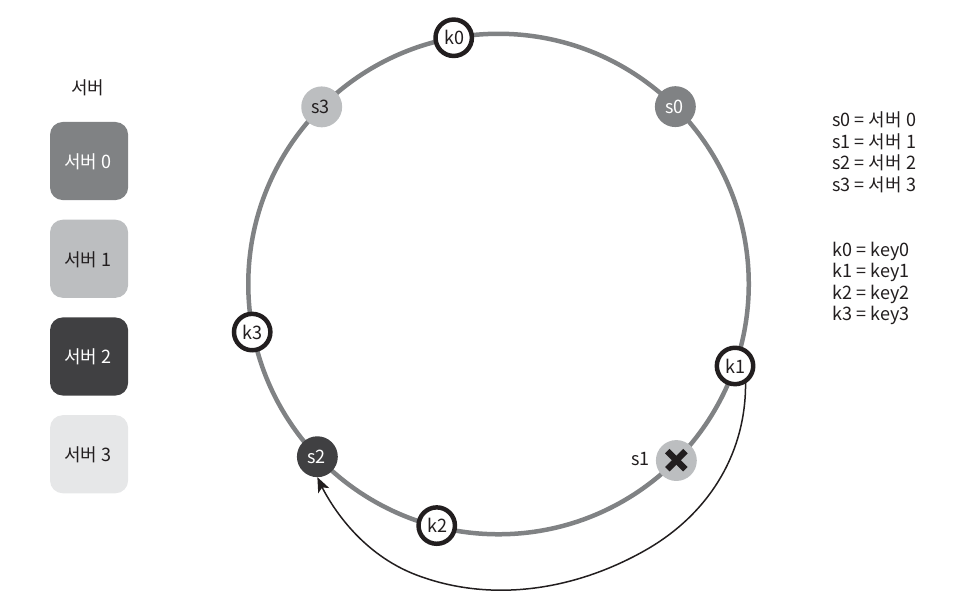 서버
서버 0
서버 1
서버 2
서버 3
k0
s3
s0
k3
k1
s2
s1
k2
s0 = 서버 0
s1 = 서버 1
s2 = 서버 2
s3 = 서버 3
k0 = key0
k1 = key1
k2 = key2
k3 = key3